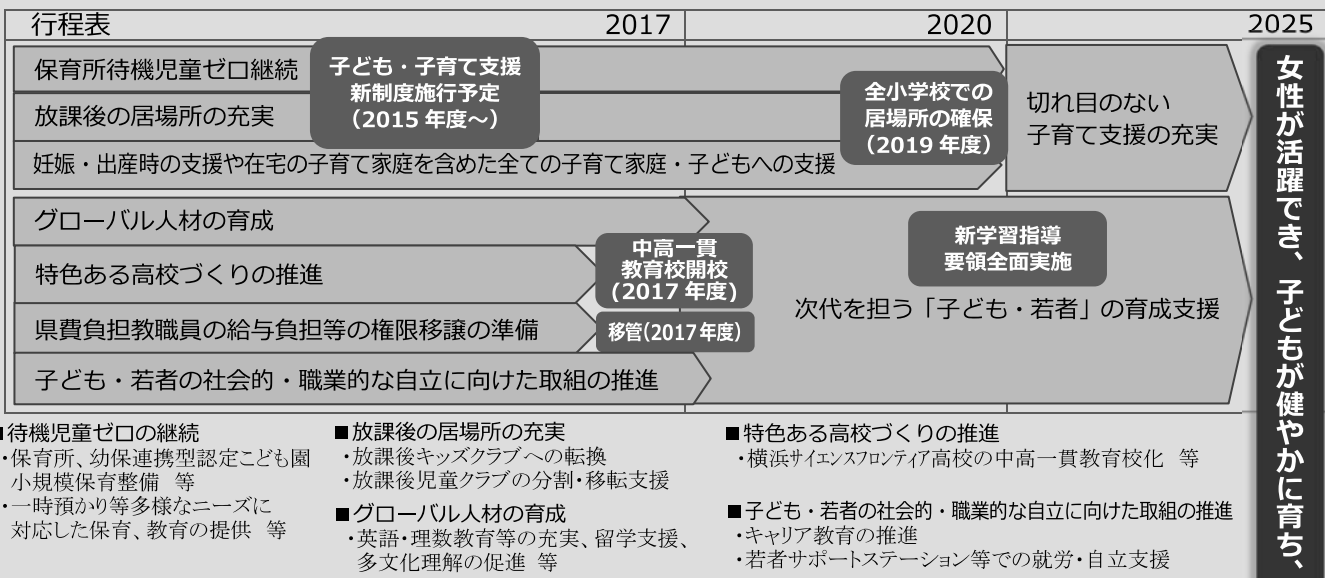 行程表 2017 2020 2025
保育所待機児童ゼロ継続
子ども・子育て支援
新制度施行予定
（2015 年度～）
放課後の居場所の充実
全小学校での
居場所の確保
（2019 年度）
妊娠・出産時の支援や在宅の子育て家庭を含めた全ての子育て家庭・子どもへの支援
切れ目のない
子育て支援の充実
グローバル人材の育成
特色ある高校づくりの推進
中高一貫
教育校開校
(2017 年度)
県費負担教職員の給与負担等の権限移譲の準備
移管(2017年度)
子ども・若者の社会的・職業的な自立に向けた取組の推進
新学習指導
要領全面実施
次代を担う「子ども・若者」の育成支援
女性が活躍でき、子どもが健やかに育ち、
■待機児童ゼロの継続
・保育所、幼保連携型認定こども園
小規模保育整備 等
・一時預かり等多様なニーズに
対応した保育、教育の提供 等
■放課後の居場所の充実
・放課後キッズクラブへの転換
・放課後児童クラブの分割・移転支援
■グローバル人材の育成
・英語・理数教育等の充実、留学支援、
多文化理解の促進 等
■特色ある高校づくりの推進
・横浜サイエンスフロンティア高校の中高一貫教育校化 等
■子ども・若者の社会的・職業的な自立に向けた取組の推進
・キャリア教育の推進
・若者サポートステーション等での就労・自立支援